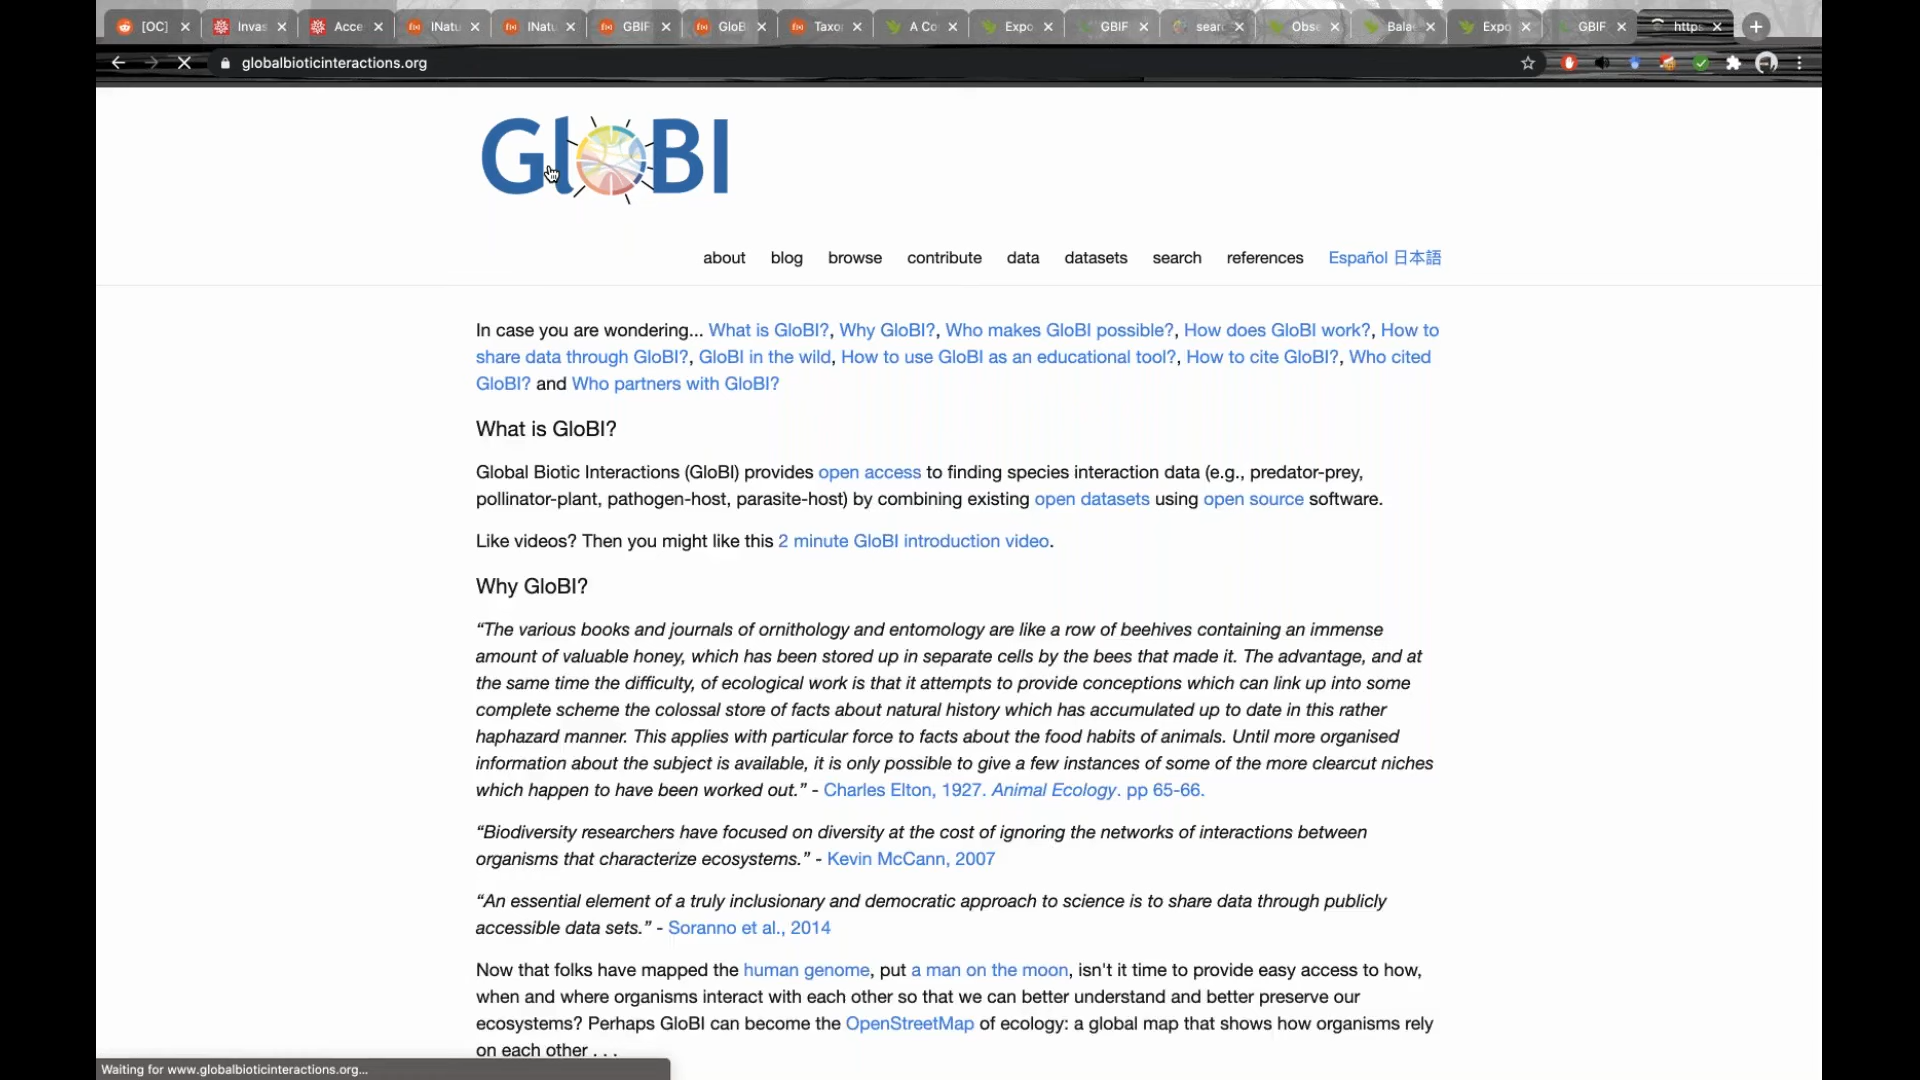 [OC] Invas Acce INatu INatu GBIF GloB Taxo A Co Expo GBIF sear Obse Bala Expo GBIF https
globalbioticinteractions.org
GloBI
about blog browse contribute data datasets search references Español 日本語
In case you are wondering... What is GloBI?, Why GloBI?, Who makes GloBI possible?, How does GloBI work?, How to
share data through GloBI?, GloBI in the wild, How to use GloBI as an educational tool?, How to cite GloBI?, Who cited
GloBI? and Who partners with GloBI?
What is GloBI?
Global Biotic Interactions (GloBI) provides open access to finding species interaction data (e.g., predator-prey,
pollinator-plant, pathogen-host, parasite-host) by combining existing open datasets using open source software.
Like videos? Then you might like this 2 minute GloBI introduction video.
Why GloBI?
“The various books and journals of ornithology and entomology are like a row of beehives containing an immense
amount of valuable honey, which has been stored up in separate cells by the bees that made it. The advantage, and at
the same time the difficulty, of ecological work is that it attempts to provide conceptions which can link up into some
complete scheme the colossal store of facts about natural history which has accumulated up to date in this rather
haphazard manner. This applies with particular force to facts about the food habits of animals. Until more organised
information about the subject is available, it is only possible to give a few instances of some of the more clearcut niches
which happen to have been worked out.” - Charles Elton, 1927. Animal Ecology. pp 65-66.
“Biodiversity researchers have focused on diversity at the cost of ignoring the networks of interactions between
organisms that characterize ecosystems.” - Kevin McCann, 2007
“An essential element of a truly inclusionary and democratic approach to science is to share data through publicly
accessible data sets.” - Soranno et al., 2014
Now that folks have mapped the human genome, put a man on the moon, isn't it time to provide easy access to how,
when and where organisms interact with each other so that we can better understand and better preserve our
ecosystems? Perhaps GloBI can become the OpenStreetMap of ecology: a global map that shows how organisms rely
on each other . . .
Waiting for www.globalbioticinteractions.org...